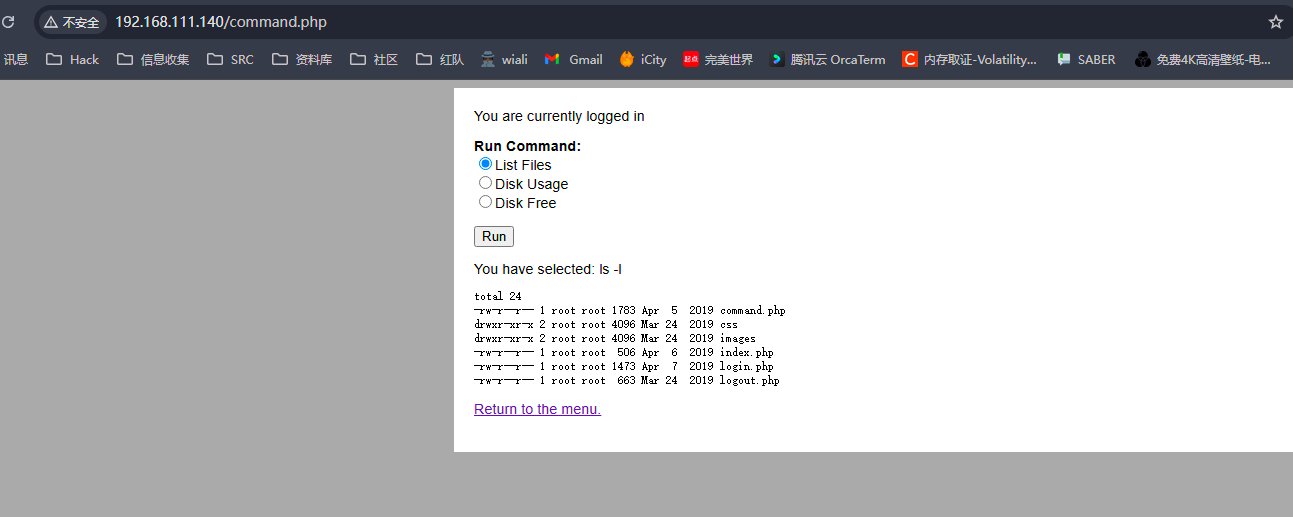 不安全 192.168.111.140/command.php
讯息 Hack 信息收集 SRC 资料库 社区 红队 wiali Gmail iCity 起点 完美世界 腾讯云 OrcaTerm C 内存取证-Volatility... SABER 免费4K高清壁纸-电...
You are currently logged in
Run Command:
List Files
Disk Usage
Disk Free
Run
You have selected: ls -l
total 24
-rw-r--r-- 1 root root 1783 Apr  5  2019 command.php
drwxr-xr-x 2 root root 4096 Mar 24  2019 css
drwxr-xr-x 2 root root 4096 Mar 24  2019 images
-rw-r--r-- 1 root root  506 Apr  6  2019 index.php
-rw-r--r-- 1 root root 1473 Apr  7  2019 login.php
-rw-r--r-- 1 root root  663 Mar 24  2019 logout.php
Return to the menu.